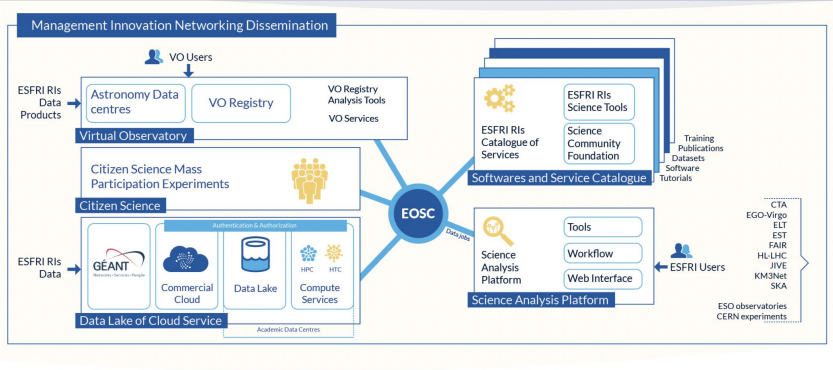 Management Innovation Networking Dissemination
VO Users
ESFRI RIs
Data
Products
Astronomy Data
centres
VO Registry
VO Registry
Analysis Tools
VO Services
Virtual Observatory
Citizen Science Mass
Participation Experiments
Citizen Science
Authentication & Authorization
ESFRI RIs
Data
GÉANT
Networks • Services • People
Commercial
Cloud
Data Lake
HPC
HTC
Compute
Services
Data Lake of Cloud Service
Academic Data Centres
EOSC
Data Jobs
ESFRI RIs
Catalogue of
Services
ESFRI RIs
Science Tools
Science
Community
Foundation
Softwares and Service Catalogue
Training
Publications
Datasets
Software
Tutorials
Science
Analysis
Platform
Tools
Workflow
Web Interface
Science Analysis Platform
ESFRI Users
CTA
EGO-Virgo
ELT
EST
FAIR
HL-LHC
JIVE
KM3Net
SKA
ESO observatories
CERN experiments